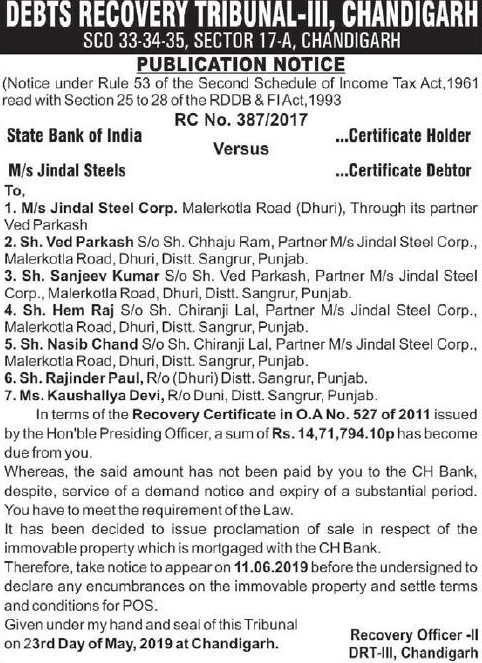 DEBTS RECOVERY TRIBUNAL-III, CHANDIGARH
SCO 33-34-35, SECTOR 17-A, CHANDIGARH
PUBLICATION NOTICE
(Notice under Rule 53 of the Second Schedule of Income Tax Act,1961
read with Section 25 to 28 of the RDDB & FI Act,1993
RC No. 387/2017
State Bank of India ...Certificate Holder
Versus
M/s Jindal Steels ...Certificate Debtor
To,
1. M/s Jindal Steel Corp. Malerkotla Road (Dhuri), Through its partner
Ved Parkash
2. Sh. Ved Parkash S/o Sh. Chhaju Ram, Partner M/s Jindal Steel Corp.,
Malerkotla Road, Dhuri, Distt. Sangrur, Punjab.
3. Sh. Sanjeev Kumar S/o Sh. Ved Parkash, Partner M/s Jindal Steel
Corp., Malerkotla Road, Dhuri, Distt. Sangrur, Punjab.
4. Sh. Hem Raj S/o Sh. Chiranji Lal, Partner M/s Jindal Steel Corp.,
Malerkotla Road, Dhuri, Distt. Sangrur, Punjab.
5. Sh. Nasib Chand S/o Sh. Chiranji Lal, Partner M/s Jindal Steel Corp.,
Malerkotla Road, Dhuri, Distt. Sangrur, Punjab.
6. Sh. Rajinder Paul, R/o (Dhuri) Distt. Sangrur, Punjab.
7. Ms. Kaushallya Devi, R/o Duni, Distt. Sangrur, Punjab.
In terms of the Recovery Certificate in O.A No. 527 of 2011 issued
by the Hon'ble Presiding Officer, a sum of Rs. 14,71,794.10p has become
due from you.
Whereas, the said amount has not been paid by you to the CH Bank,
despite, service of a demand notice and expiry of a substantial period.
You have to meet the requirement of the Law.
It has been decided to issue proclamation of sale in respect of the
immovable property which is mortgaged with the CH Bank.
Therefore, take notice to appear on 11.06.2019 before the undersigned to
declare any encumbrances on the immovable property and settle terms
and conditions for POS.
Given under my hand and seal of this Tribunal
on 23rd Day of May, 2019 at Chandigarh.
Recovery Officer -II
DRT-III, Chandigarh